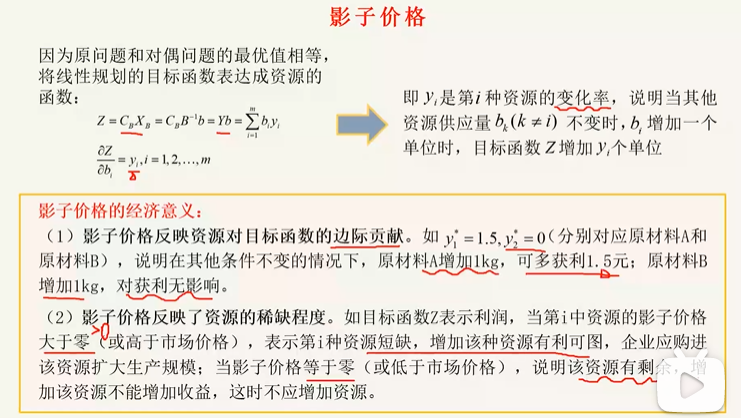 影子价格
因为原问题和对偶问题的最优值相等，
将线性规划的目标函数表达成资源的
函数：
Z = C_B X_B = C_B B⁻¹b = Yb = ∑_{i=1}^{m} b_i y_i
∂Z/∂b_i = y_i, i = 1, 2, …, m
即 y_i 是第i 种资源的变化率，说明当其他
资源供应量 b_k(k ≠ i) 不变时，b_i 增加一个
单位时，目标函数 Z 增加 y_i 个单位
影子价格的经济意义：
（1）影子价格反映资源对目标函数的边际贡献。如 y₁* = 1.5, y₂* = 0（分别对应原材料A和
原材料B），说明在其他条件不变的情况下，原材料A增加1kg，可多获利1.5元；原材料B
增加1kg，对获利无影响。
（2）影子价格反映了资源的稀缺程度。如目标函数Z表示利润，当第i中资源的影子价格
>0
大于零（或高于市场价格），表示第i种资源短缺，增加该种资源有利可图，企业应购进
该资源扩大生产规模；当影子价格等于零（或低于市场价格），说明该资源有剩余，增
加该资源不能增加收益，这时不应增加资源。